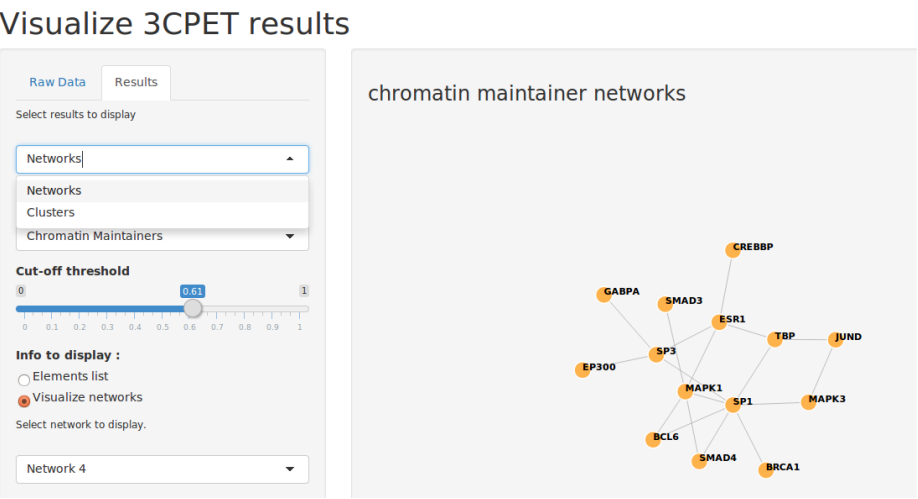 Visualize 3CPET results
Raw Data Results
Select results to display
Networks
Networks
Clusters
Chromatin Maintainers
Cut-off threshold
0 0.61 1
0 0.1 0.2 0.3 0.4 0.5 0.6 0.7 0.8 0.9 1
Info to display :
Elements list
Visualize networks
Select network to display.
Network 4
chromatin maintainer networks
CREBBP
GABPA
SMAD3
ESR1
TBP JUND
SP3
EP300
MAPK1
SP1 MAPK3
BCL6
SMAD4
BRCA1